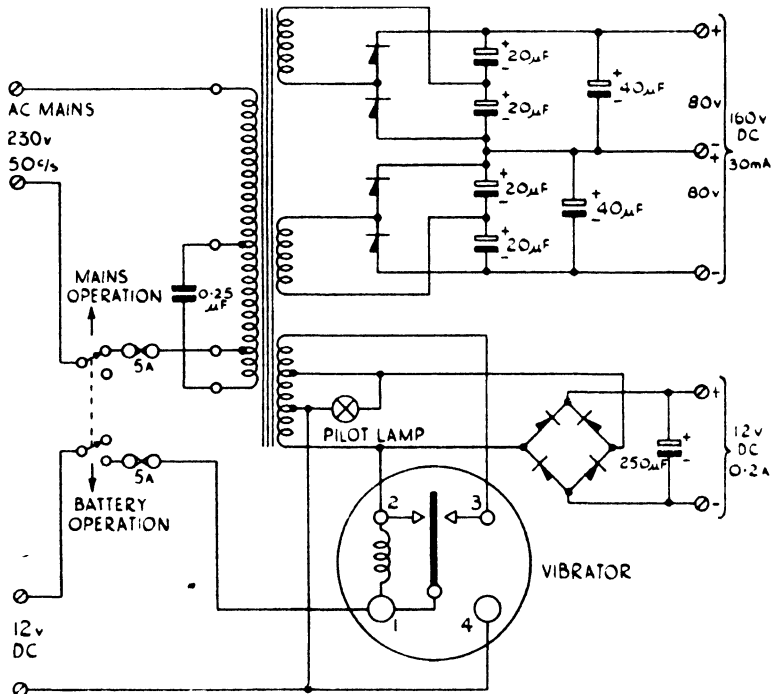 AC MAINS
230v
50c/s
MAINS
OPERATION
0·25
µF
5A
5A
BATTERY
OPERATION
12v
DC
+
20µF
-
+
20µF
-
+
40µF
-
+
20µF
-
+
20µF
-
+
40µF
-
+
80v
-
+
80v
-
160v
DC
30mA
PILOT LAMP
250µF
+
-
+
-
12v
DC
0·2A
2
3
1
4
VIBRATOR